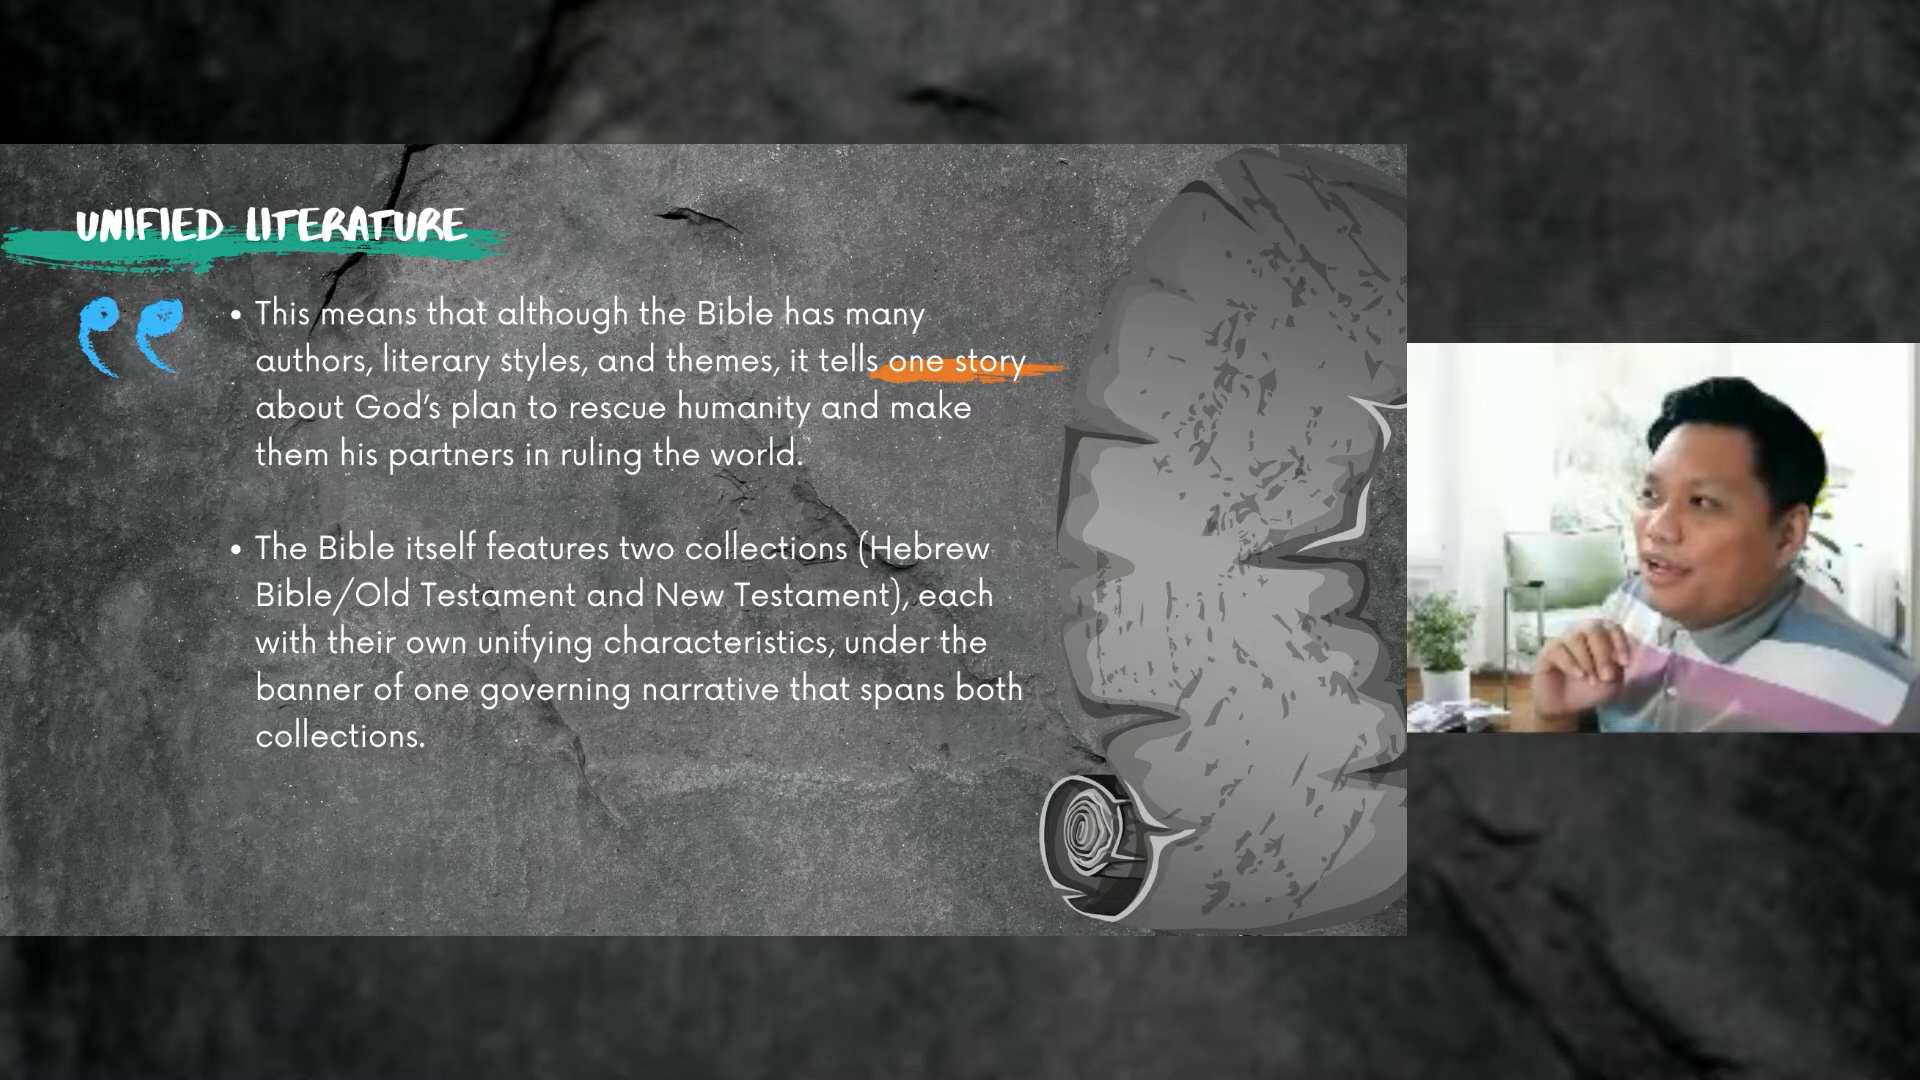 UNIFIED LITERATURE
• This means that although the Bible has many
authors, literary styles, and themes, it tells one story
about God’s plan to rescue humanity and make
them his partners in ruling the world.
• The Bible itself features two collections (Hebrew
Bible/Old Testament and New Testament), each
with their own unifying characteristics, under the
banner of one governing narrative that spans both
collections.